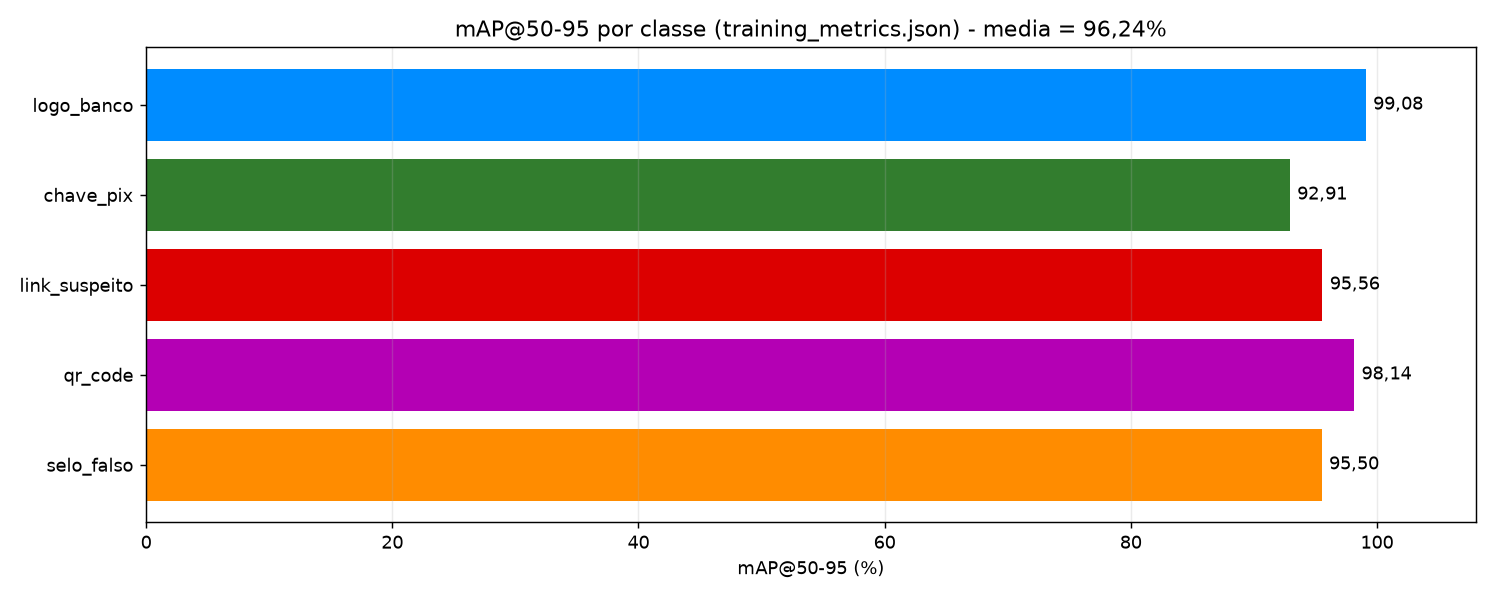 mAP@50-95 por classe (training_metrics.json) - media = 96,24%
logo_banco
99,08
chave_pix
92,91
link_suspeito
95,56
qr_code
98,14
selo_falso
95,50
0 20 40 60 80 100
mAP@50-95 (%)